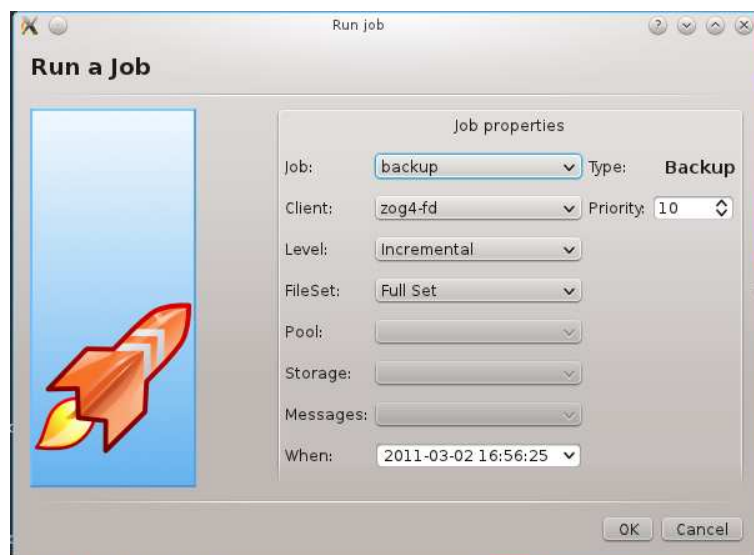 Run job
Run a Job
Job properties
Job: backup Type: Backup
Client: zog4-fd Priority: 10
Level: Incremental
FileSet: Full Set
Pool:
Storage:
Messages:
When: 2011-03-02 16:56:25
OK Cancel